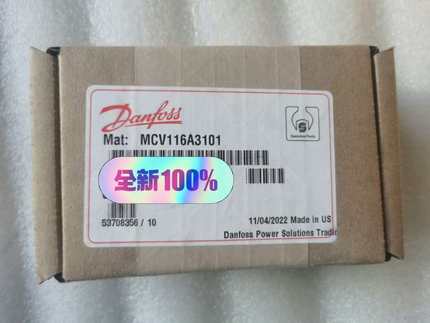 Danfoss
Mat: MCV116A3101
全新100%
53708356 / 10
11/04/2022 Made in US
Danfoss Power Solutions Tradin